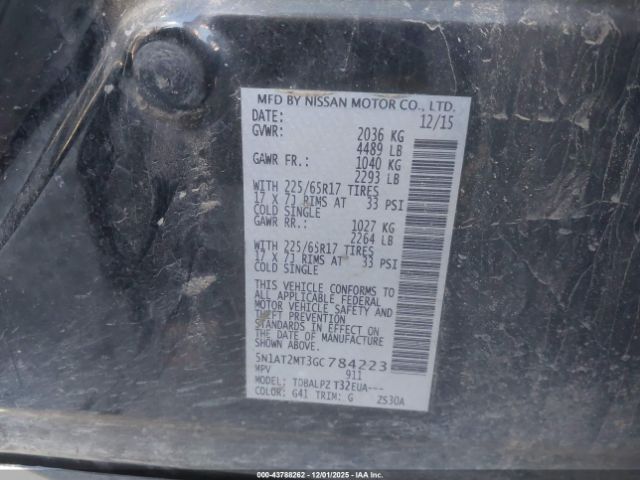 MFD BY NISSAN MOTOR CO., LTD.
DATE: 12/15
GVWR: 2036 KG
4489 LB
GAWR FR.: 1040 KG
2293 LB
WITH 225/65R17 TIRES
17 X 7J RIMS AT 33 PSI
COLD SINGLE
GAWR RR.: 1027 KG
2264 LB
WITH 225/65R17 TIRES
17 X 7J RIMS AT 33 PSI
COLD SINGLE
THIS VEHICLE CONFORMS TO
ALL APPLICABLE FEDERAL
MOTOR VEHICLE SAFETY AND
THEFT PREVENTION
STANDARDS IN EFFECT ON
THE DATE OF MANUFACTURE
SHOWN ABOVE.
5N1AT2MT3GC784223
MPV 911
MODEL: TOBALPZ T32EUA---
COLOR: G41 TRIM: G ZS30A
000-43788262 - 12/01/2025 - IAAI